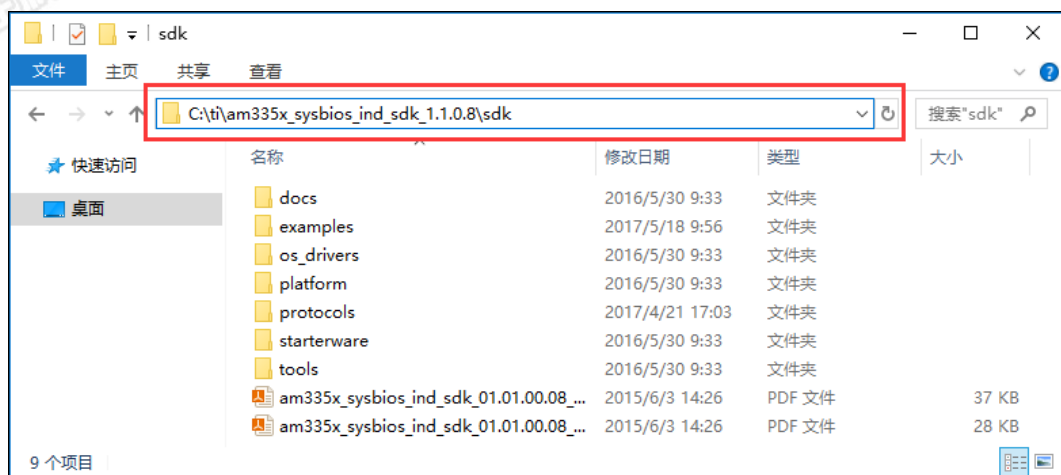 sdk
文件 主页 共享 查看
C:\ti\am335x_sysbios_ind_sdk_1.1.0.8\sdk 搜索"sdk"
快速访问
桌面
名称 修改日期 类型 大小
docs 2016/5/30 9:33 文件夹
examples 2017/5/18 9:56 文件夹
os_drivers 2016/5/30 9:33 文件夹
platform 2016/5/30 9:33 文件夹
protocols 2017/4/21 17:03 文件夹
starterware 2016/5/30 9:33 文件夹
tools 2016/5/30 9:33 文件夹
am335x_sysbios_ind_sdk_01.01.00.08_... 2015/6/3 14:26 PDF 文件 37 KB
am335x_sysbios_ind_sdk_01.01.00.08_... 2015/6/3 14:26 PDF 文件 28 KB
9 个项目